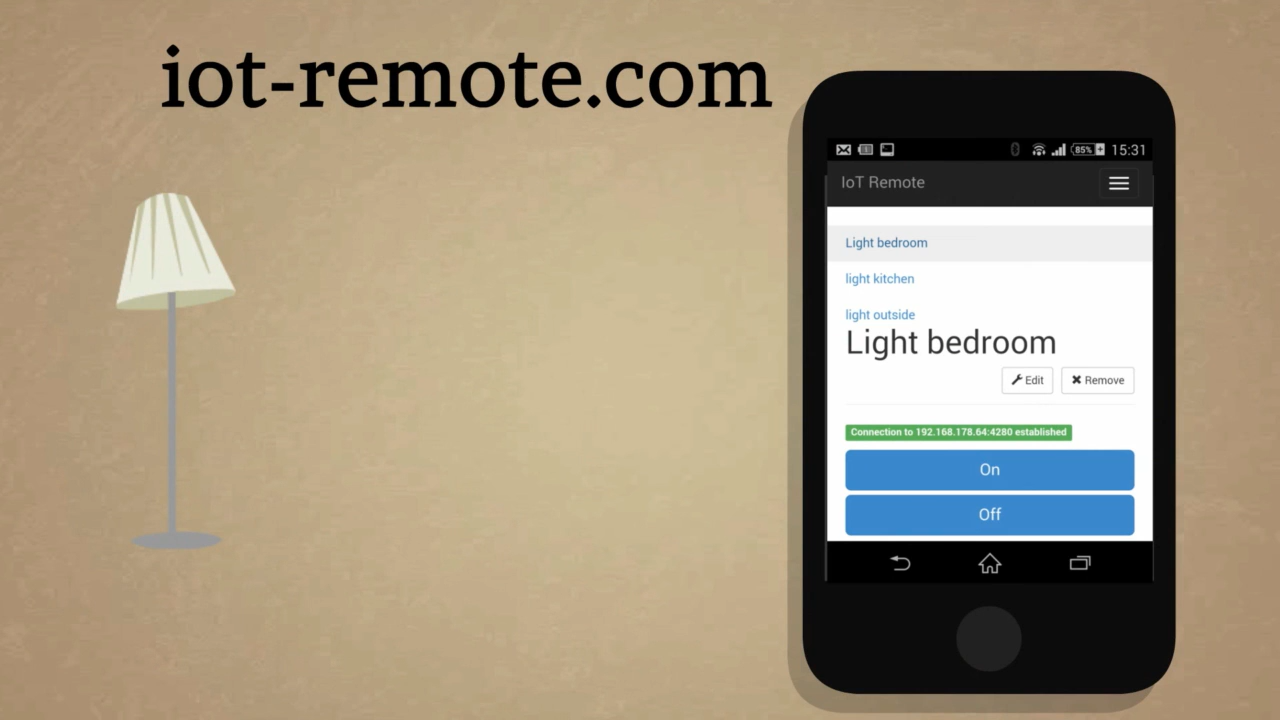 iot-remote.com
85% 15:31
IoT Remote
Light bedroom
light kitchen
light outside
Light bedroom
Edit Remove
Connection to 192.168.178.64:4280 established
On
Off